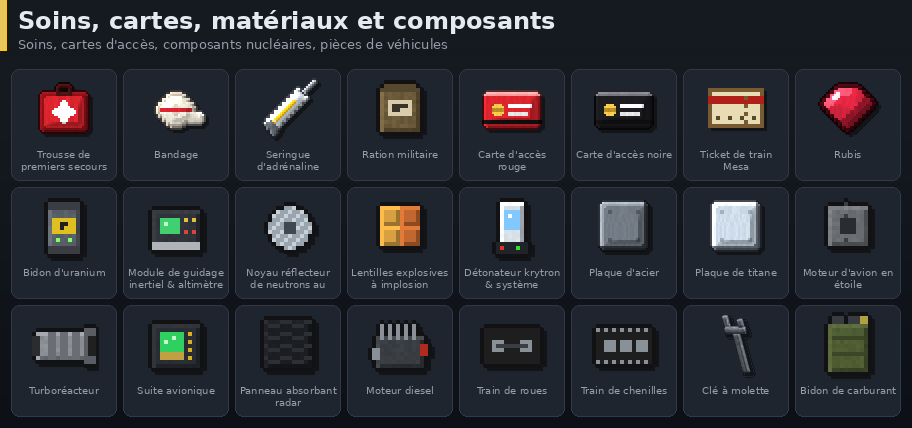 Soins, cartes, matériaux et composants
Soins, cartes d'accès, composants nucléaires, pièces de véhicules
Trousse de
premiers secours
Bandage
Seringue
d'adrénaline
Ration militaire
Carte d'accès
rouge
Carte d'accès noire
Ticket de train
Mesa
Rubis
Bidon d'uranium
Module de guidage
inertiel & altimètre
Noyau réflecteur
de neutrons au
Lentilles explosives
à implosion
Détonateur krytron
& système
Plaque d'acier
Plaque de titane
Moteur d'avion en
étoile
Turboréacteur
Suite avionique
Panneau absorbant
radar
Moteur diesel
Train de roues
Train de chenilles
Clé à molette
Bidon de carburant